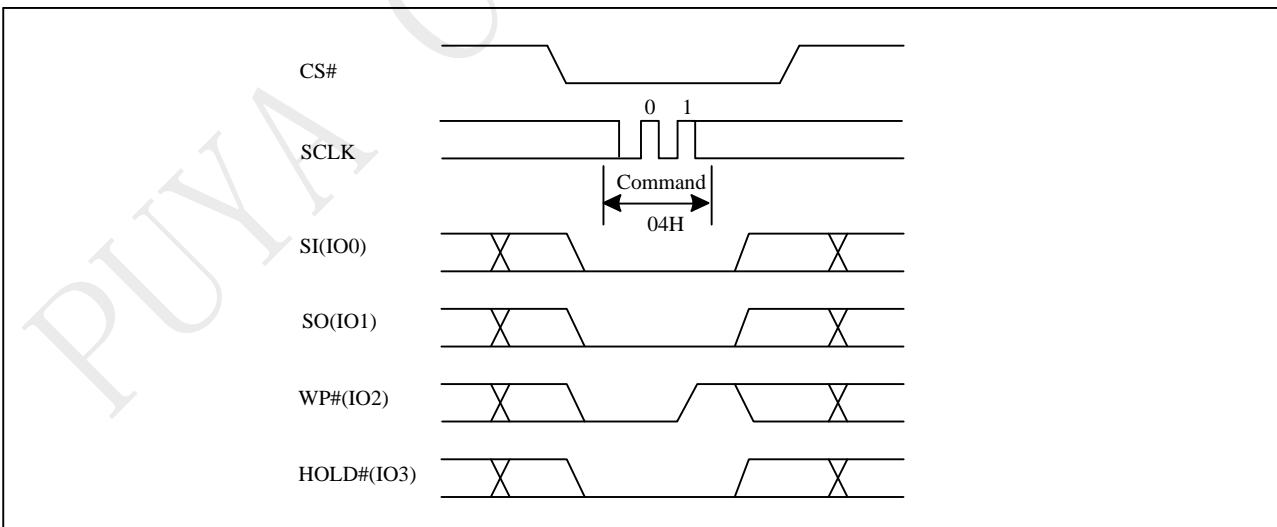 PUYA
CS#
0 1
SCLK
Command
04H
SI(IO0)
SO(IO1)
WP#(IO2)
HOLD#(IO3)